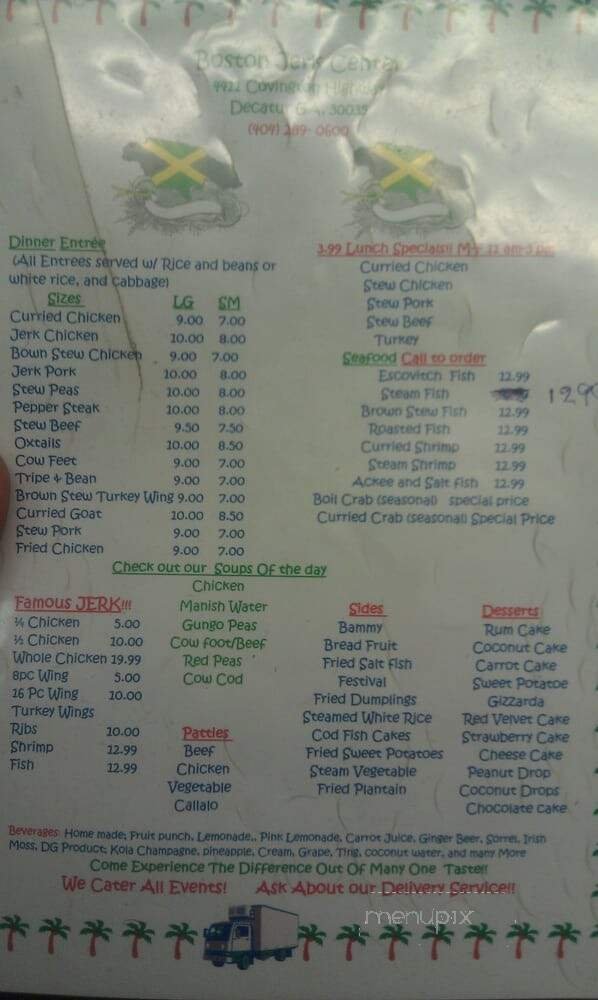 Boston Jerk Center
4422 Covington Highway
Decatur GA, 30035
(404) 289-0600
Dinner Entrée
(All Entrees served w/ Rice and beans or
white rice, and cabbage)
Sizes LG SM
Curried Chicken 9.00 7.00
Jerk Chicken 10.00 8.00
Bown Stew Chicken 9.00 7.00
Jerk Pork 10.00 8.00
Stew Peas 10.00 8.00
Pepper Steak 10.00 8.00
Stew Beef 9.50 7.50
Oxtails 10.00 8.50
Cow Feet 9.00 7.00
Tripe + Bean 9.00 7.00
Brown Stew Turkey Wing 9.00 7.00
Curried Goat 10.00 8.50
Stew Pork 9.00 7.00
Fried Chicken 9.00 7.00
3.99 Lunch Specials!! M-F 11 am-3 pm
Curried Chicken
Stew Chicken
Stew Pork
Stew Beef
Turkey
Seafood Call to order
Escovitch Fish 12.99
Steam Fish 1299
Brown Stew Fish 12.99
Roasted Fish 12.99
Curried Shrimp 12.99
Steam Shrimp 12.99
Ackee and Salt fish 12.99
Boil Crab (seasonal) special price
Curried Crab (seasonal) Special Price
Check out our Soups Of the day
Chicken
Manish Water
Gungo Peas
Cow foot/Beef
Red Peas
Cow Cod
Famous JERK!!!
¼ Chicken 5.00
½ Chicken 10.00
Whole Chicken 19.99
8pc Wing 5.00
16 Pc Wing 10.00
Turkey Wings
Ribs 10.00
Shrimp 12.99
Fish 12.99
Patties
Beef
Chicken
Vegetable
Callalo
Sides
Bammy
Bread Fruit
Fried Salt fish
Festival
Fried Dumplings
Steamed White Rice
Cod Fish Cakes
Fried Sweet Potatoes
Steam Vegetable
Fried Plantain
Desserts
Rum Cake
Coconut Cake
Carrot Cake
Sweet Potatoe
Gizzarda
Red Velvet Cake
Strawberry Cake
Cheese Cake
Peanut Drop
Coconut Drops
Chocolate cake
Beverages: Home made; Fruit punch, Lemonade,, Pink Lemonade, Carrot Juice, Ginger Beer, Sorrel, Irish
Moss, DG Product; Kola Champagne, pineapple, Cream, Grape, Ting, coconut water, and many More
Come Experience The Difference Out Of Many One Taste!!
We Cater All Events! Ask About our Delivery Service!!
menupix